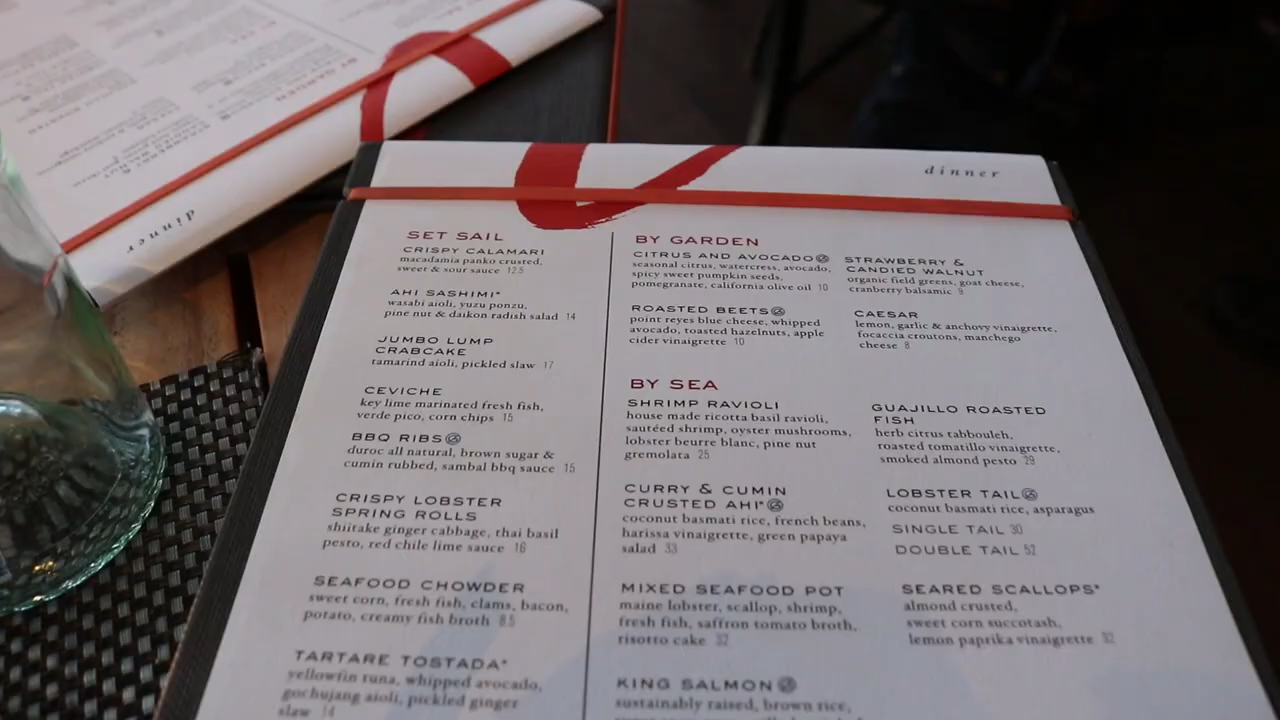 dinner
SET SAIL
CRISPY CALAMARI
macadamia panko crusted,
sweet & sour sauce 12.5
AHI SASHIMI*
wasabi aioli, yuzu ponzu,
pine nut & daikon radish salad 14
JUMBO LUMP
CRABCAKE
tamarind aioli, pickled slaw 17
CEVICHE
key lime marinated fresh fish,
verde pico, corn chips 15
BBQ RIBS
duroc all natural, brown sugar &
cumin rubbed, sambal bbq sauce 15
CRISPY LOBSTER
SPRING ROLLS
shiitake ginger cabbage, thai basil
pesto, red chile lime sauce 16
SEAFOOD CHOWDER
sweet corn, fresh fish, clams, bacon,
potato, creamy fish broth 8.5
TARTARE TOSTADA*
yellowfin tuna, whipped avocado,
gochujang aioli, pickled ginger
slaw 14
BY GARDEN
CITRUS AND AVOCADO
seasonal citrus, watercress, avocado,
spicy sweet pumpkin seeds,
pomegranate, california olive oil 10
ROASTED BEETS
point reyes blue cheese, whipped
avocado, toasted hazelnuts, apple
cider vinaigrette 10
STRAWBERRY &
CANDIED WALNUT
organic field greens, goat cheese,
cranberry balsamic 9
CAESAR
lemon, garlic & anchovy vinaigrette,
focaccia croutons, manchego
cheese 8
BY SEA
SHRIMP RAVIOLI
house made ricotta basil ravioli,
sautéed shrimp, oyster mushrooms,
lobster beurre blanc, pine nut
gremolata 25
CURRY & CUMIN
CRUSTED AHI*
coconut basmati rice, french beans,
harissa vinaigrette, green papaya
salad 33
MIXED SEAFOOD POT
maine lobster, scallop, shrimp,
fresh fish, saffron tomato broth,
risotto cake 32
KING SALMON
sustainably raised, brown rice,
GUAJILLO ROASTED
FISH
herb citrus tabbouleh,
roasted tomatillo vinaigrette,
smoked almond pesto 29
LOBSTER TAIL
coconut basmati rice, asparagus
SINGLE TAIL 30
DOUBLE TAIL 52
SEARED SCALLOPS*
almond crusted,
sweet corn succotash,
lemon paprika vinaigrette 32
dinner
BY GARDEN